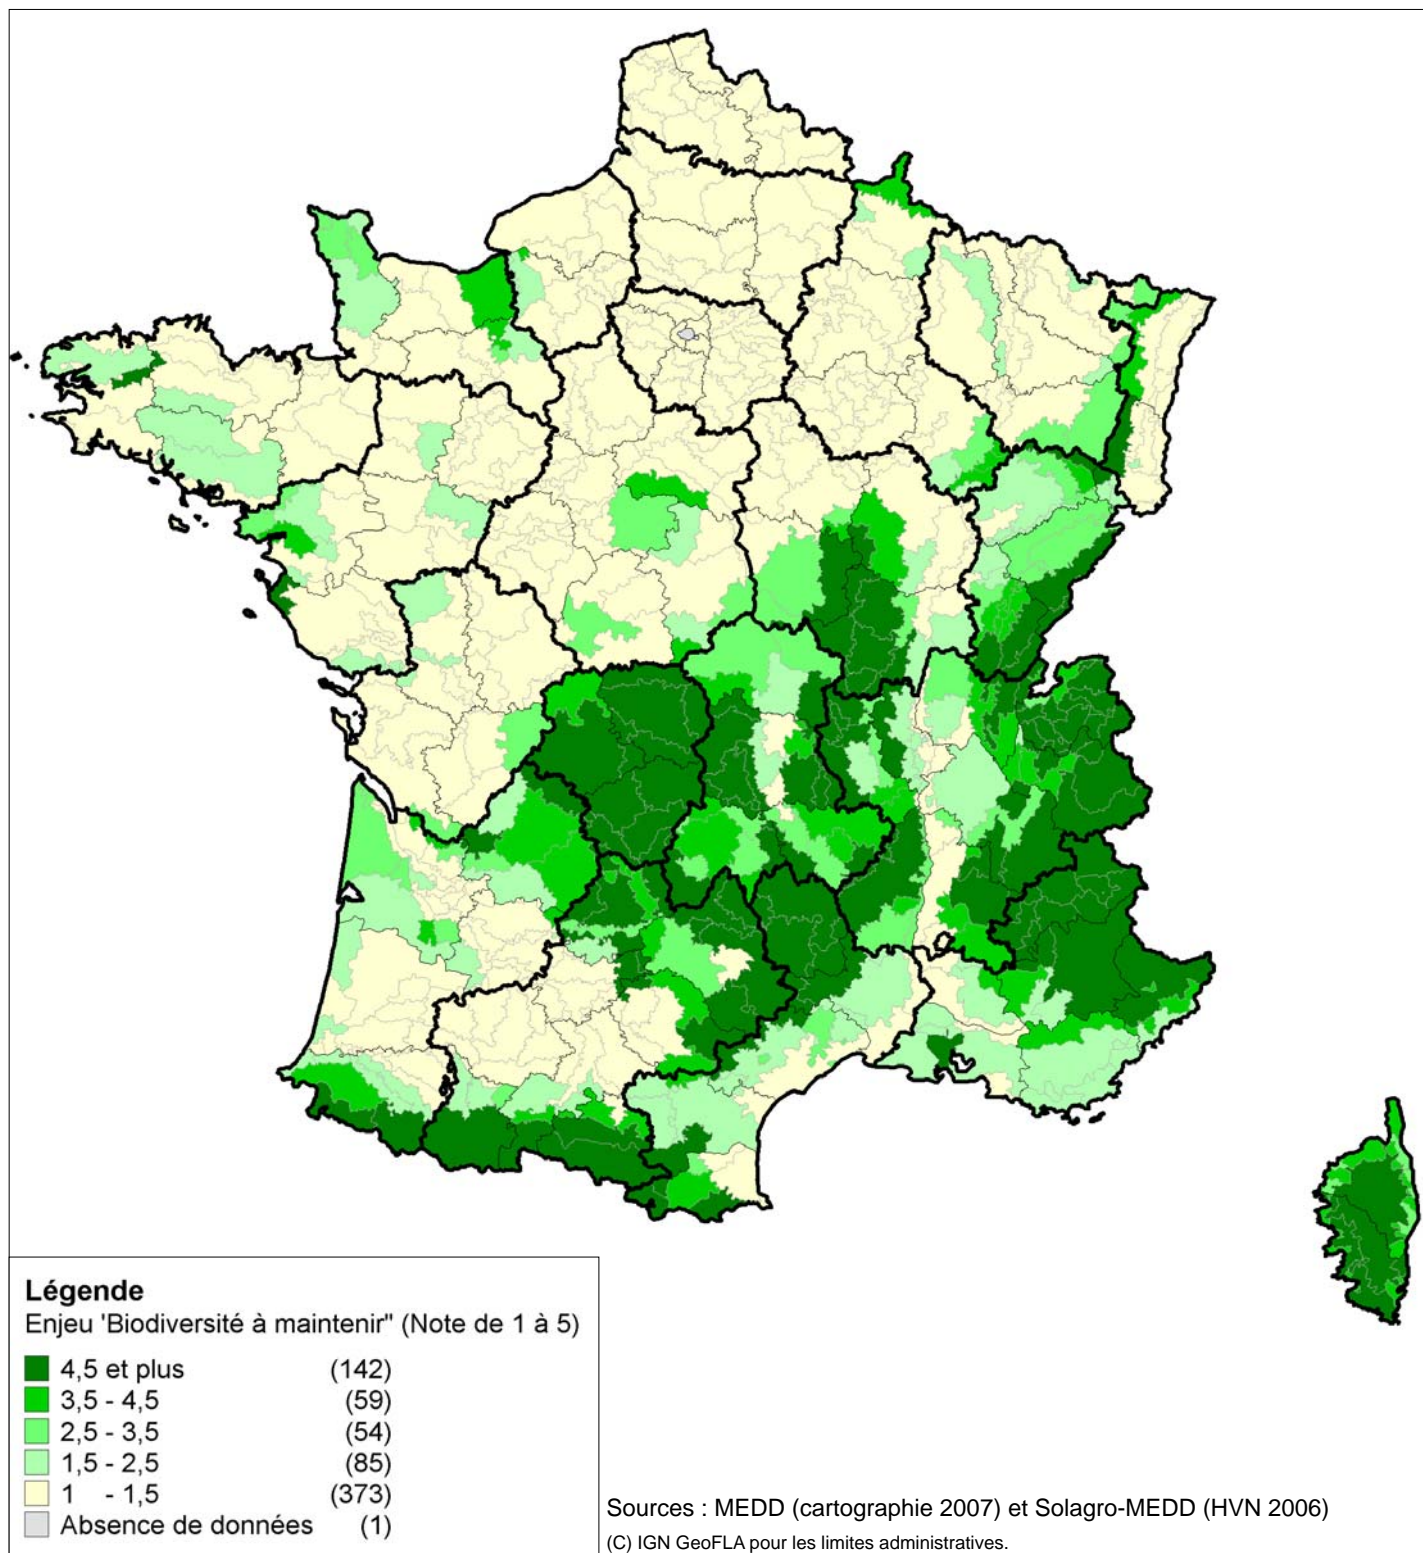 Légende
Enjeu 'Biodiversité à maintenir" (Note de 1 à 5)
4,5 et plus (142)
3,5 - 4,5 (59)
2,5 - 3,5 (54)
1,5 - 2,5 (85)
1 - 1,5 (373)
Absence de données (1)
Sources : MEDD (cartographie 2007) et Solagro-MEDD (HVN 2006)
(C) IGN GeoFLA pour les limites administratives.